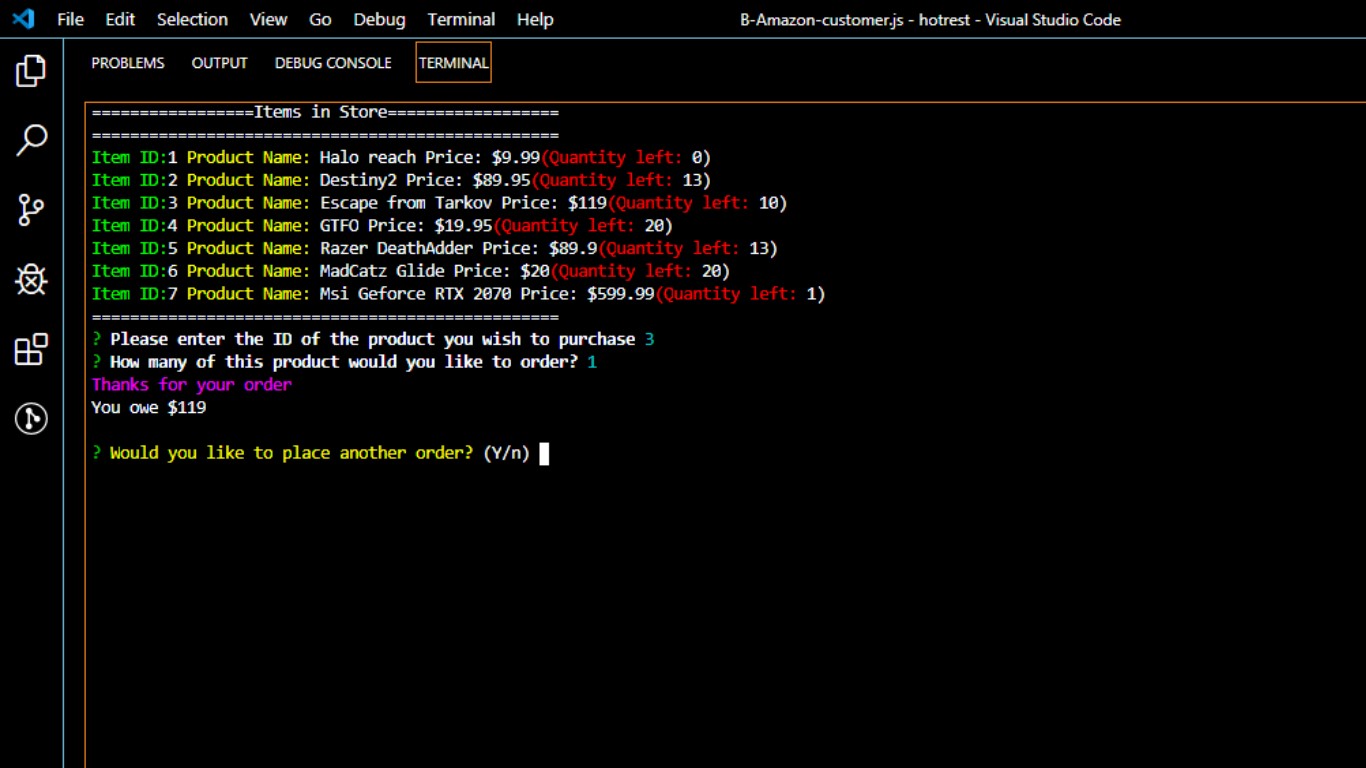 File Edit Selection View Go Debug Terminal Help B-Amazon-customer.js - hotrest - Visual Studio Code
PROBLEMS OUTPUT DEBUG CONSOLE TERMINAL
=================Items in Store==================
=================================================
Item ID:1 Product Name: Halo reach Price: $9.99(Quantity left: 0)
Item ID:2 Product Name: Destiny2 Price: $89.95(Quantity left: 13)
Item ID:3 Product Name: Escape from Tarkov Price: $119(Quantity left: 10)
Item ID:4 Product Name: GTFO Price: $19.95(Quantity left: 20)
Item ID:5 Product Name: Razer DeathAdder Price: $89.9(Quantity left: 13)
Item ID:6 Product Name: MadCatz Glide Price: $20(Quantity left: 20)
Item ID:7 Product Name: Msi Geforce RTX 2070 Price: $599.99(Quantity left: 1)
=================================================
? Please enter the ID of the product you wish to purchase 3
? How many of this product would you like to order? 1
Thanks for your order
You owe $119
? Would you like to place another order? (Y/n)